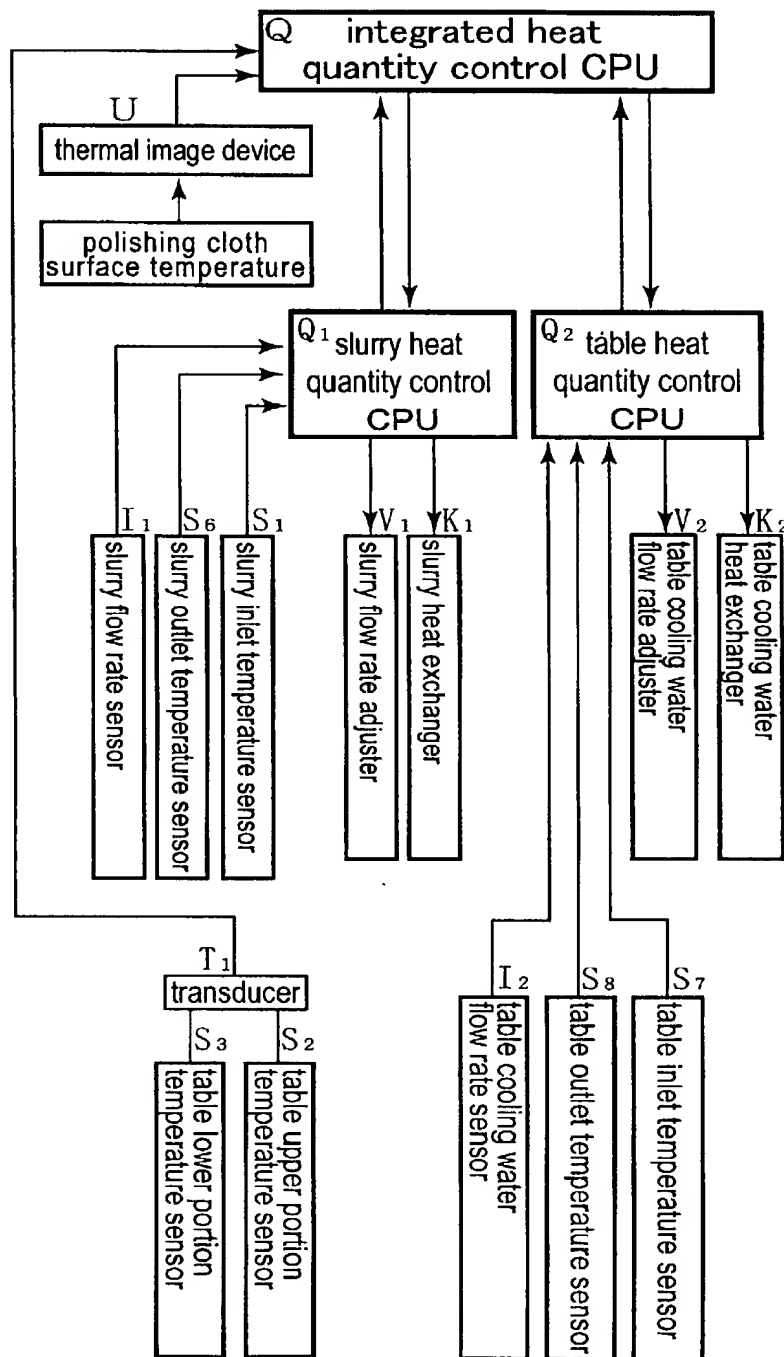 Q integrated heat
quantity control CPU
U
thermal image device
polishing cloth
surface temperature
Q1 slurry heat
quantity control
CPU
Q2 table heat
quantity control
CPU
I1
slurry flow rate sensor
S6
slurry outlet temperature sensor
S1
slurry inlet temperature sensor
V1
slurry flow rate adjuster
K1
slurry heat exchanger
V2
table cooling water
flow rate adjuster
K2
table cooling water
heat exchanger
T1
transducer
S3
table lower portion
temperature sensor
S2
table upper portion
temperature sensor
I2
table cooling water
flow rate sensor
S8
table outlet temperature sensor
S7
table inlet temperature sensor